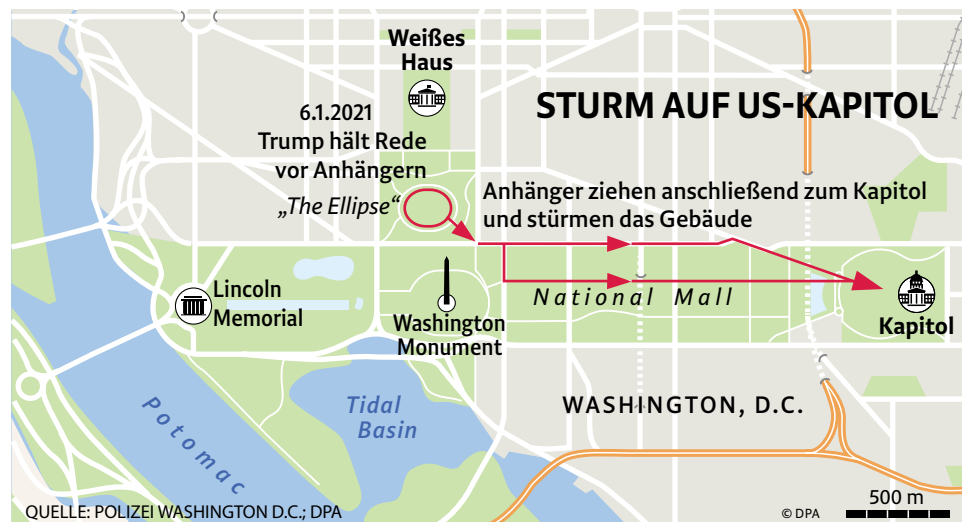 Weißes
Haus
STURM AUF US-KAPITOL
6.1.2021
Trump hält Rede
vor Anhängern
„The Ellipse“
Anhänger ziehen anschließend zum Kapitol
und stürmen das Gebäude
National Mall
Lincoln
Memorial
Washington
Monument
Kapitol
Potomac
Tidal
Basin
WASHINGTON, D.C.
QUELLE: POLIZEI WASHINGTON D.C.; DPA
© DPA
500 m